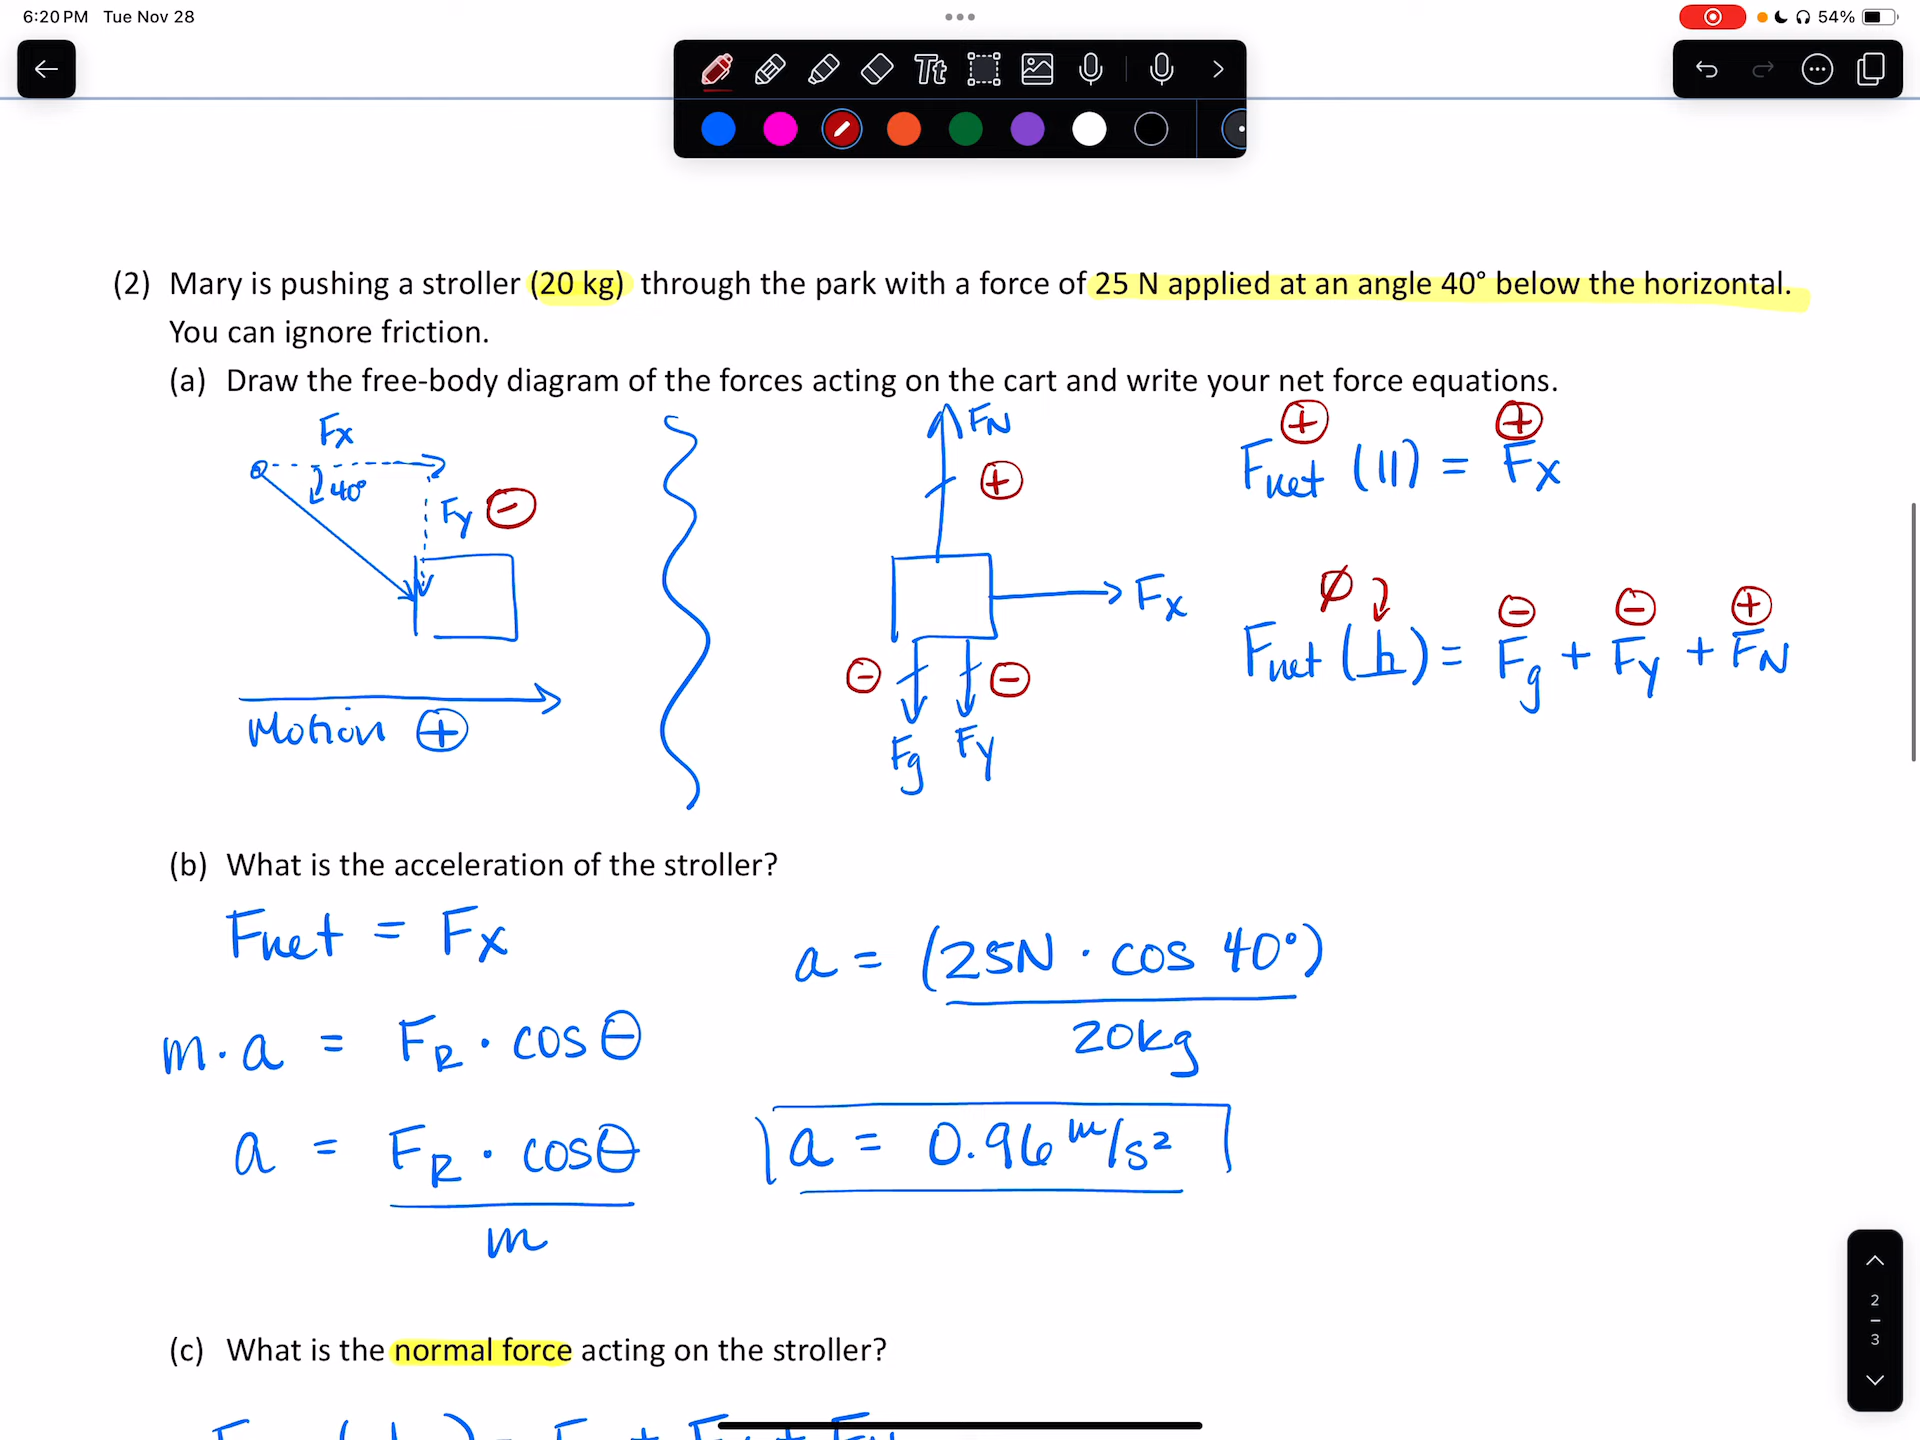 6:20 PM Tue Nov 28
54%
Tt
(2) Mary is pushing a stroller (20 kg) through the park with a force of 25 N applied at an angle 40° below the horizontal.
You can ignore friction.
(a) Draw the free-body diagram of the forces acting on the cart and write your net force equations.
Fx
40°
Fy ⊖
Motion ⊕
FN
⊕
Fx
⊖ ⊖
Fg Fy
⊕ ⊕
Fnet (||) = Fx
Ø
⊖ ⊖ ⊕
Fnet (h) = Fg + Fy + FN
(b) What is the acceleration of the stroller?
Fnet = Fx
m·a = FR · cos θ
a = FR · cosθ
m
a = (25N · cos 40°)
20kg
a = 0.96 m/s²
(c) What is the normal force acting on the stroller?
2
3